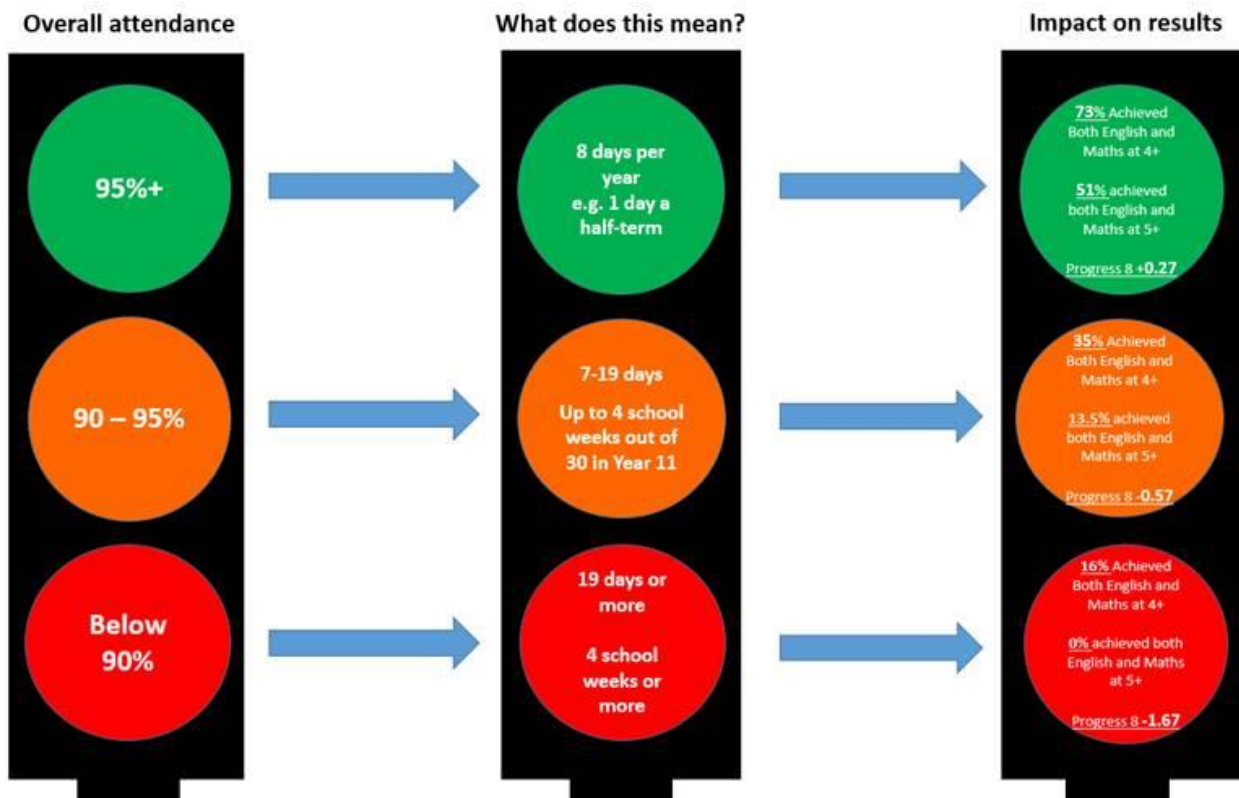 Overall attendance
What does this mean?
Impact on results
95%+
8 days per
year
e.g. 1 day a
half-term
73% Achieved
Both English and
Maths at 4+
51% achieved
both English and
Maths at 5+
Progress 8 +0.27
90 – 95%
7-19 days
Up to 4 school
weeks out of
30 in Year 11
35% Achieved
Both English and
Maths at 4+
13.5% achieved
both English and
Maths at 5+
Progress 8 -0.57
Below
90%
19 days or
more
4 school
weeks or
more
16% Achieved
Both English and
Maths at 4+
0% achieved both
English and Maths
at 5+
Progress 8 -1.67